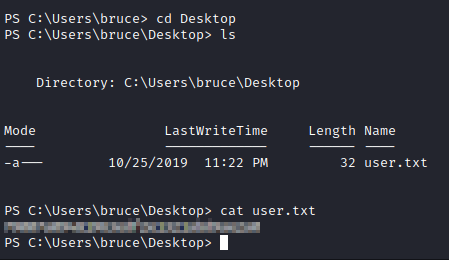 PS C:\Users\bruce> cd Desktop
PS C:\Users\bruce\Desktop> ls
Directory: C:\Users\bruce\Desktop
Mode LastWriteTime Length Name
---- ------------- ------ ----
-a--- 10/25/2019 11:22 PM 32 user.txt
PS C:\Users\bruce\Desktop> cat user.txt
PS C:\Users\bruce\Desktop>